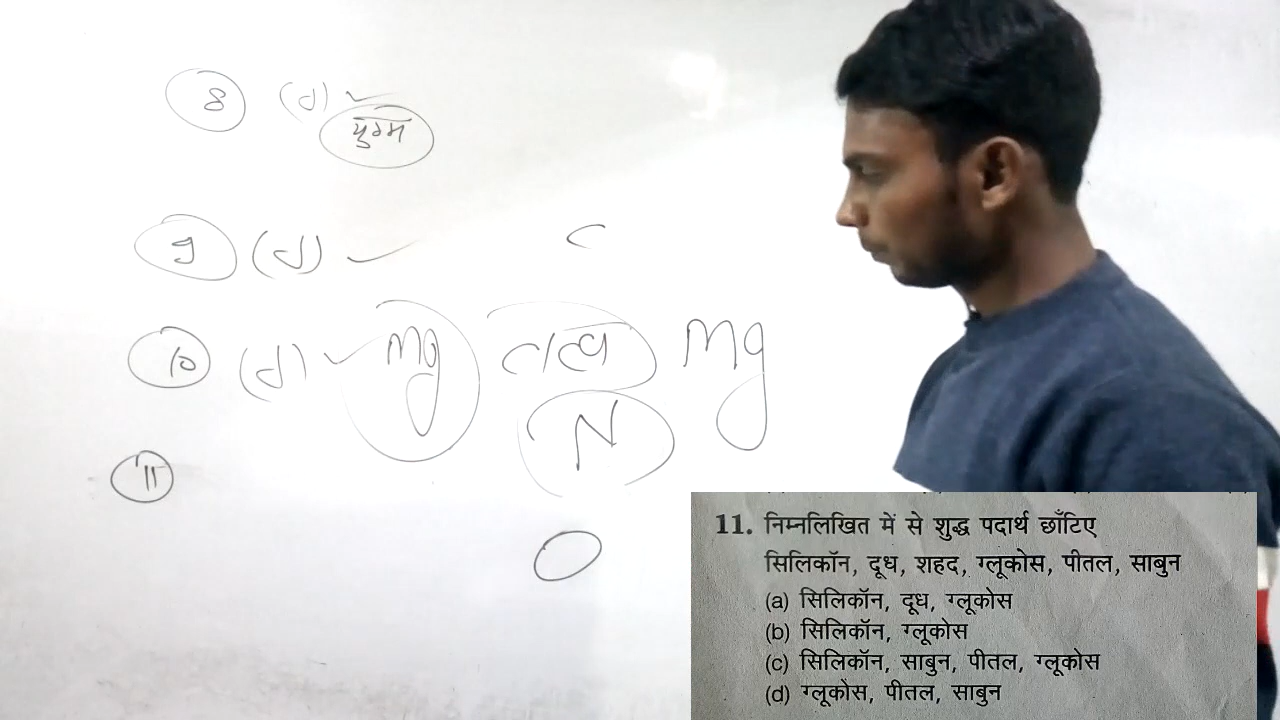 8 (d)
युग्म
9 (d)
C
10 (d) Mg तत्व Mg
N
11
O
11. निम्नलिखित में से शुद्ध पदार्थ छाँटिए
सिलिकॉन, दूध, शहद, ग्लूकोस, पीतल, साबुन
(a) सिलिकॉन, दूध, ग्लूकोस
(b) सिलिकॉन, ग्लूकोस
(c) सिलिकॉन, साबुन, पीतल, ग्लूकोस
(d) ग्लूकोस, पीतल, साबुन